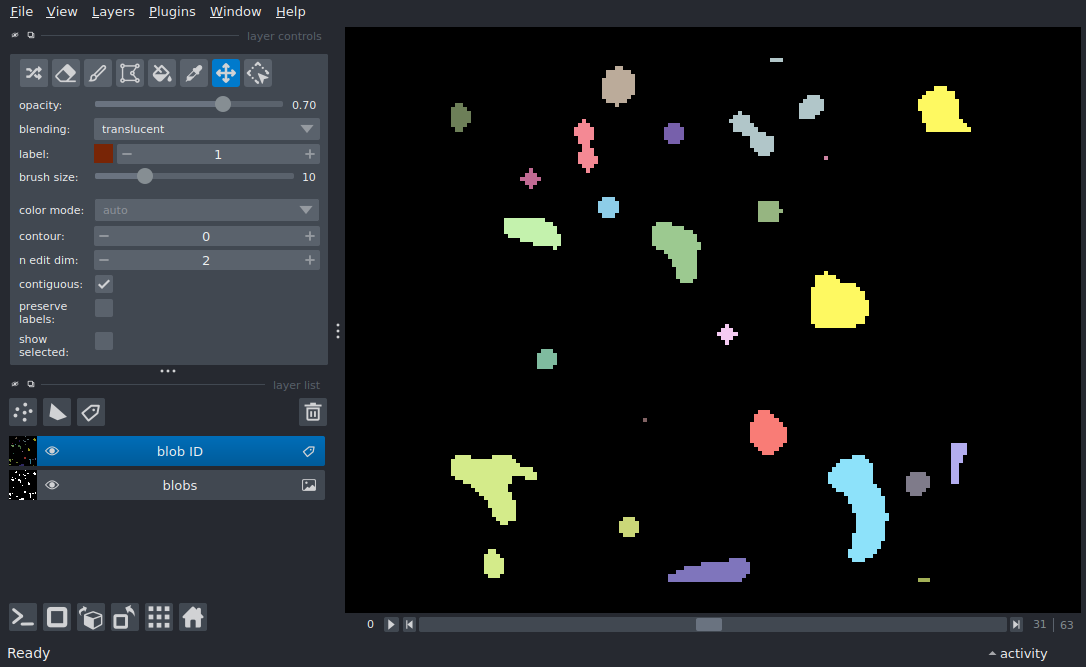 File View Layers Plugins Window Help
layer controls
opacity: 0.70
blending: translucent
label: 1
brush size: 10
color mode: auto
contour: 0
n edit dim: 2
contiguous:
preserve
labels:
show
selected:
layer list
blob ID
blobs
0 31 63
Ready activity